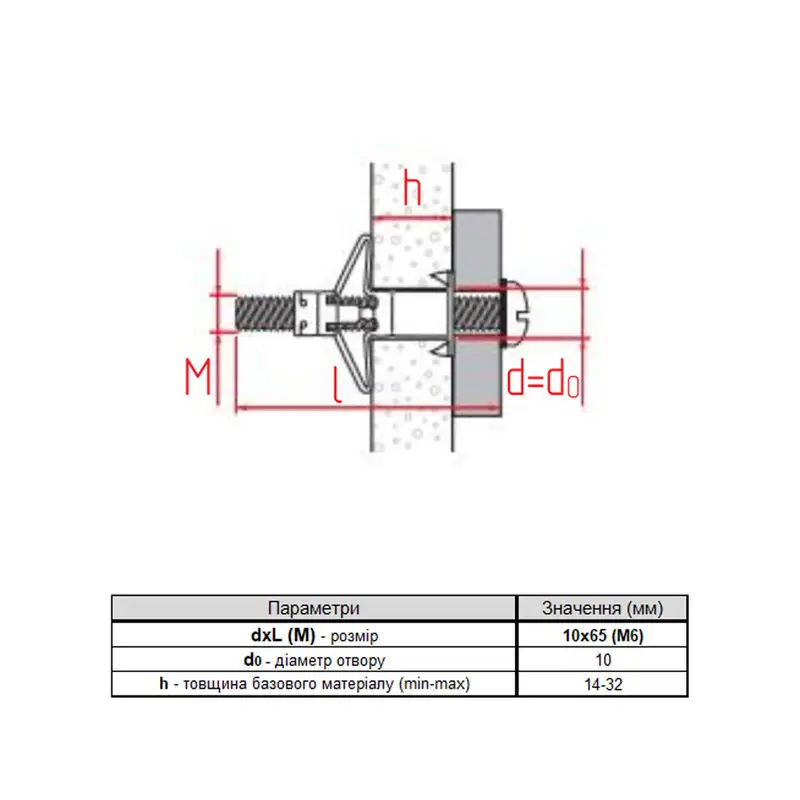 h
M
l
d=d0
Параметри Значення (мм)
dxL (M) - розмір 10x65 (M6)
d0 - діаметр отвору 10
h - товщина базового матеріалу (min-max) 14-32